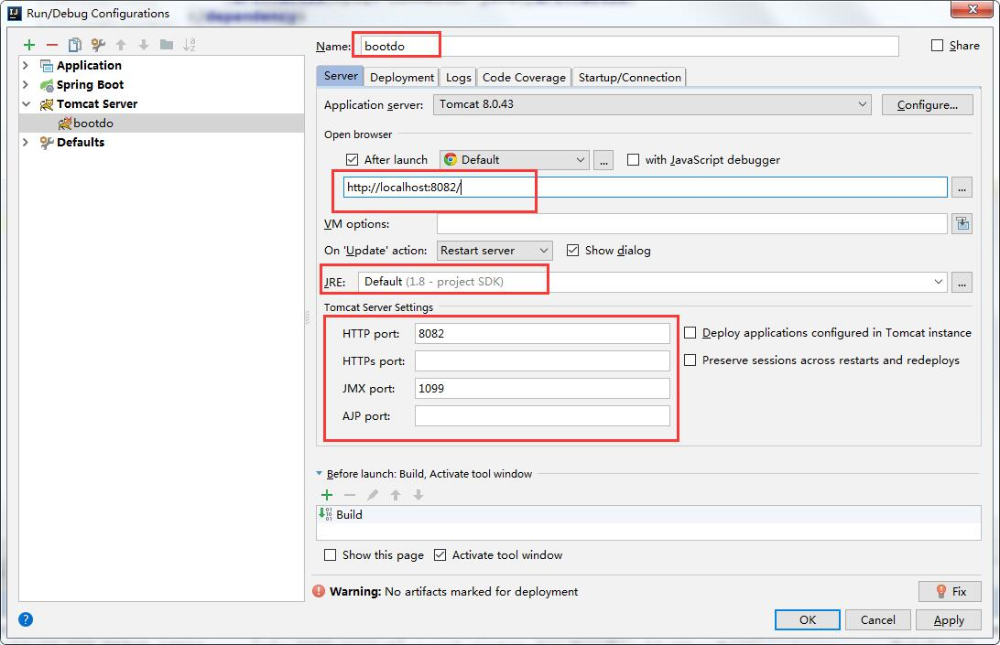 Run/Debug Configurations
Application
Spring Boot
Tomcat Server
bootdo
Defaults
Name: bootdo Share
Server Deployment Logs Code Coverage Startup/Connection
Application server: Tomcat 8.0.43 Configure...
Open browser
After launch Default ... with JavaScript debugger
http://localhost:8082/ ...
VM options:
On 'Update' action: Restart server Show dialog
JRE: Default (1.8 - project SDK) ...
Tomcat Server Settings
HTTP port: 8082 Deploy applications configured in Tomcat instance
HTTPs port: Preserve sessions across restarts and redeploys
JMX port: 1099
AJP port:
Before launch: Build, Activate tool window
Build
Show this page Activate tool window
Warning: No artifacts marked for deployment Fix
? OK Cancel Apply